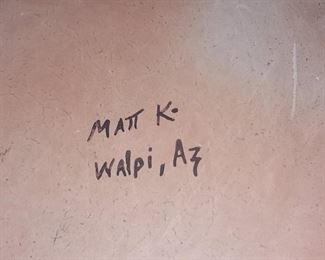 MATT K.
Walpi, Az